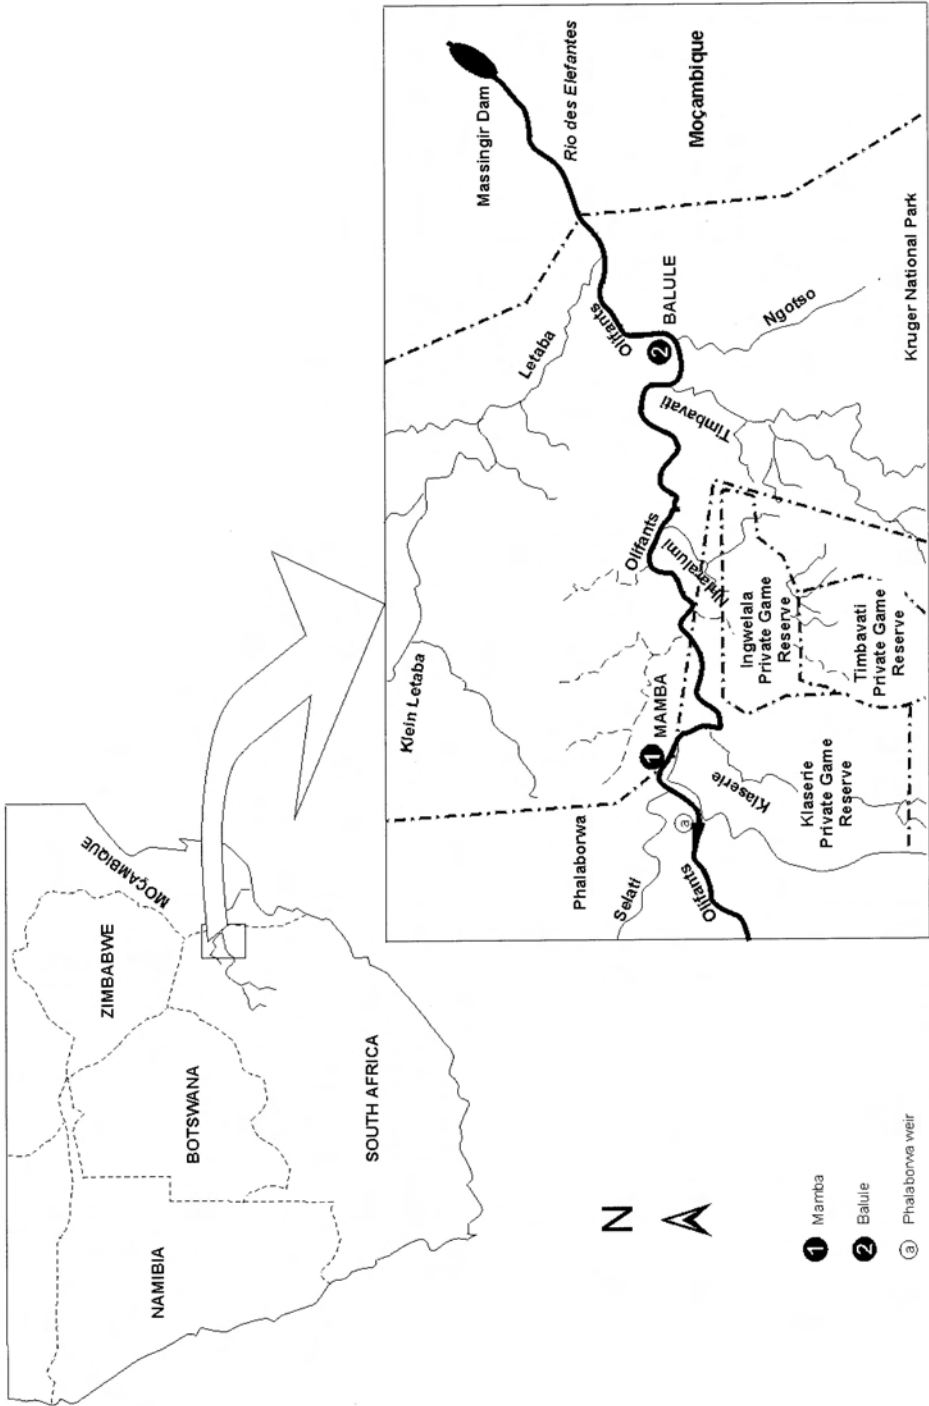 NAMIBIA
BOTSWANA
ZIMBABWE
MOÇAMBIQUE
SOUTH AFRICA
N
1 Mamba
2 Balule
a Phalaborwa weir
Massingir Dam
Rio des Elefantes
Moçambique
Letaba
Klein Letaba
Olifants
BALULE
2
Ngotso
Timbavati
Kruger National Park
Olifants
Nhlaralumi
Phalaborwa
1 MAMBA
Selati
a
Olifants
Klaserie
Klaserie
Private Game
Reserve
Ingwelala
Private Game
Reserve
Timbavati
Private Game
Reserve